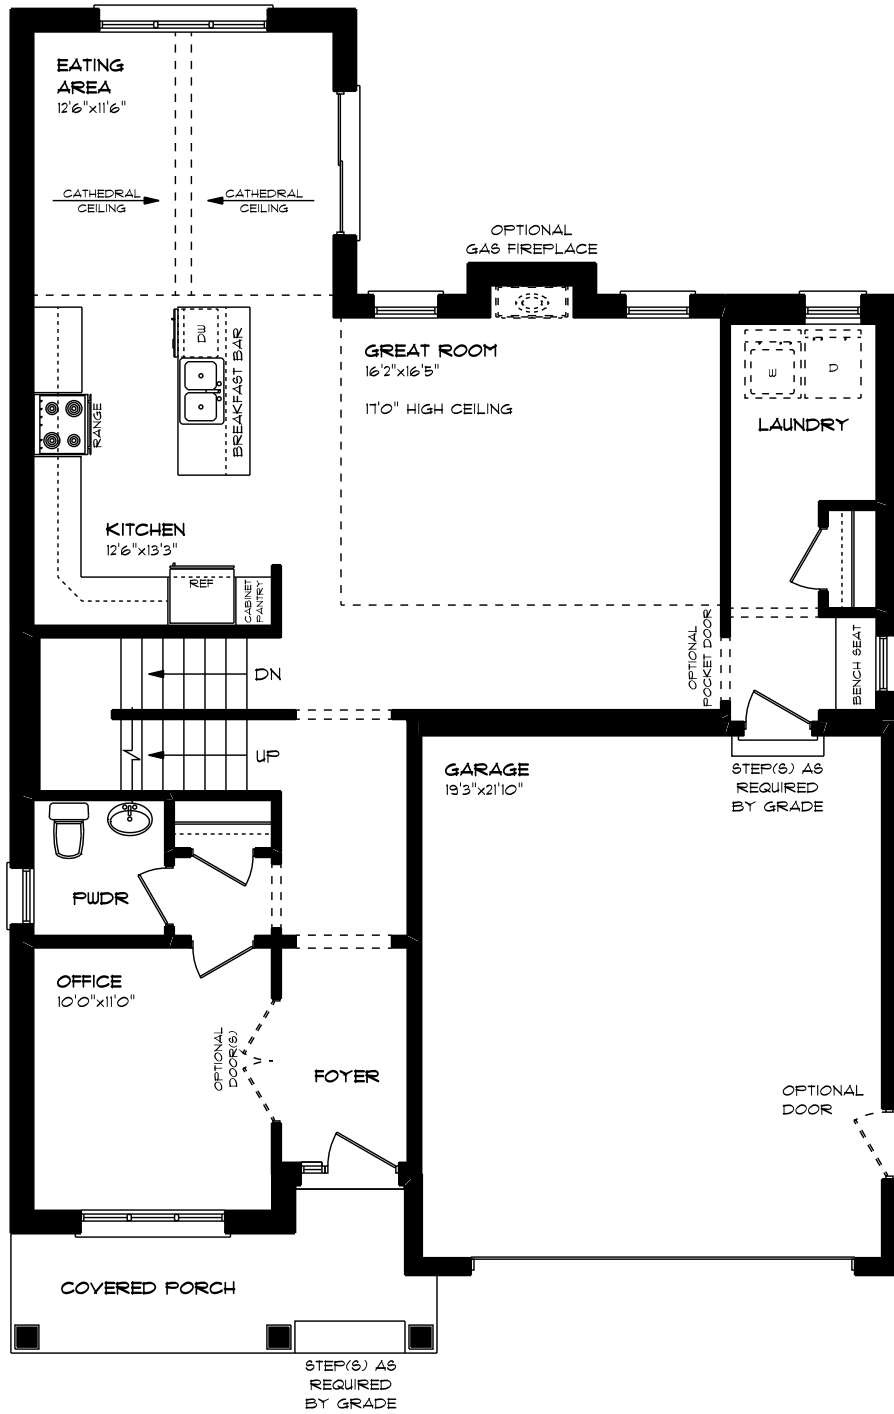 EATING
AREA
12'6"x11'6"
CATHEDRAL
CEILING
CATHEDRAL
CEILING
OPTIONAL
GAS FIREPLACE
DW
BREAKFAST BAR
RANGE
GREAT ROOM
16'2"x16'5"
17'0" HIGH CEILING
W
D
LAUNDRY
KITCHEN
12'6"x13'3"
REF
CABINET
PANTRY
OPTIONAL
POCKET DOOR
BENCH SEAT
DN
UP
GARAGE
19'3"x21'10"
STEP(S) AS
REQUIRED
BY GRADE
PWDR
OFFICE
10'0"x11'0"
OPTIONAL
DOOR(S)
FOYER
OPTIONAL
DOOR
COVERED PORCH
STEP(S) AS
REQUIRED
BY GRADE